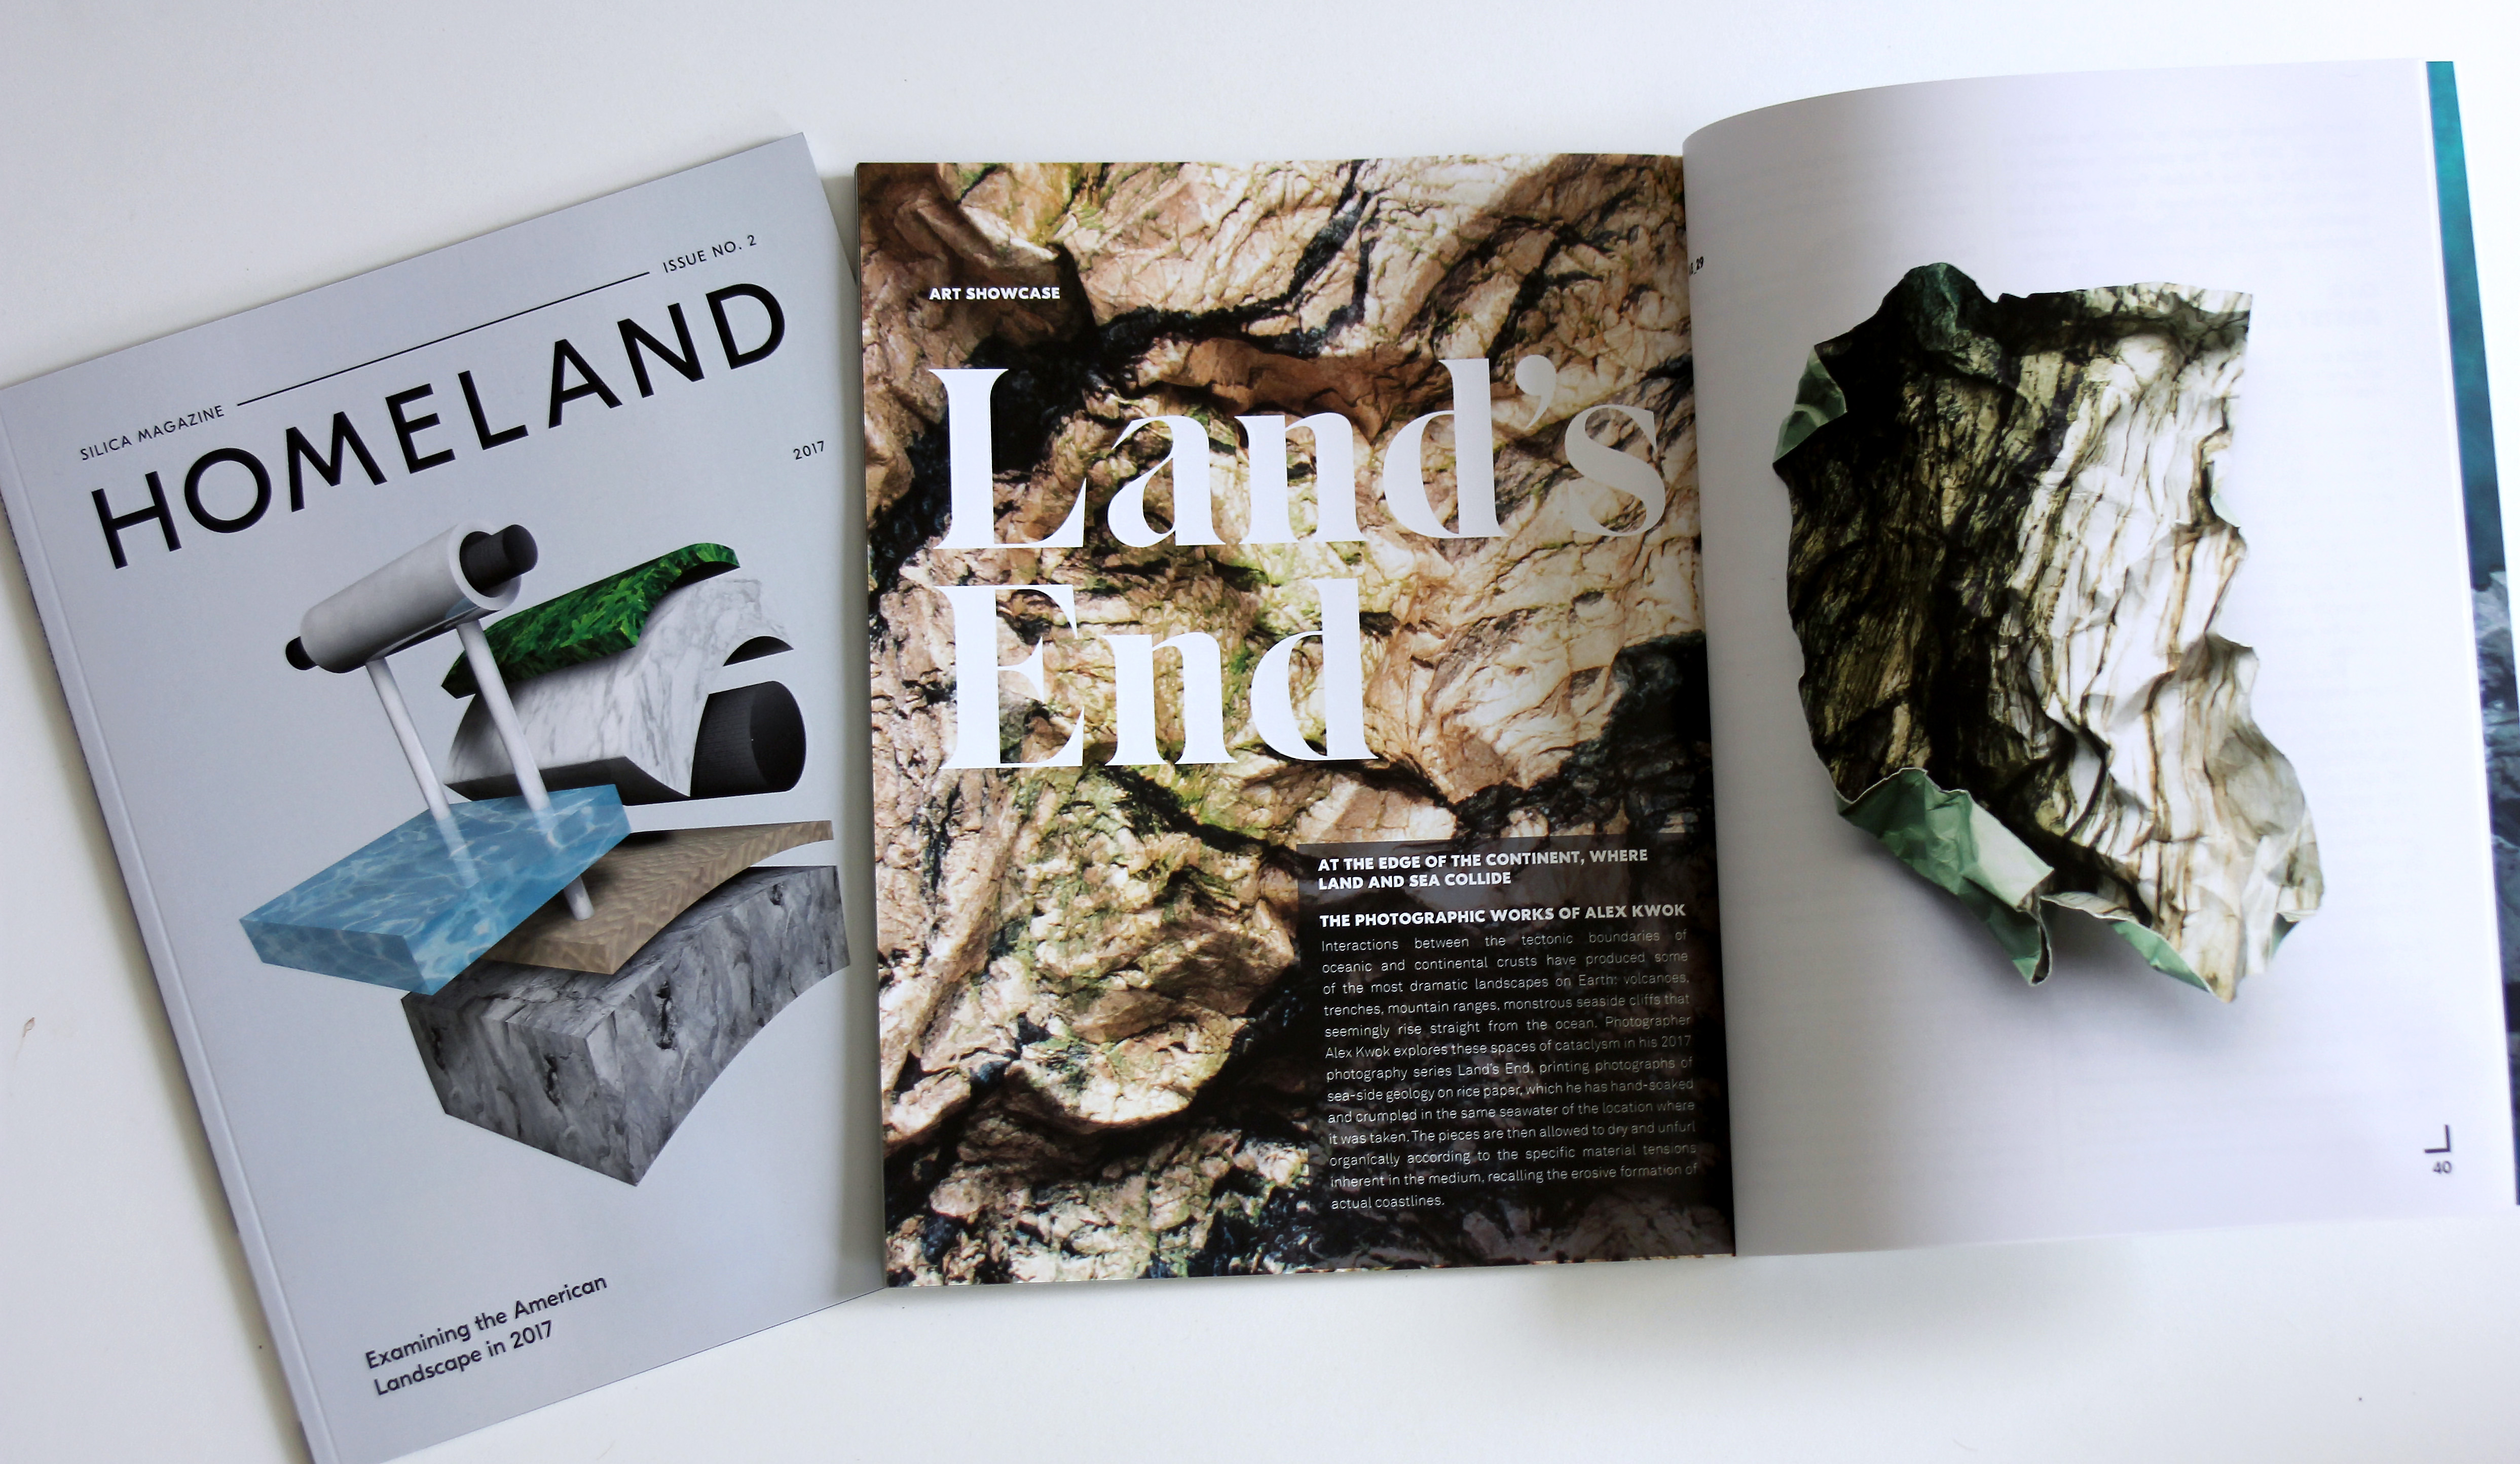 SILICA MAGAZINE
ISSUE NO. 2
HOMELAND
2017
Examining the American
Landscape in 2017
ART SHOWCASE
Land's
End
AT THE EDGE OF THE CONTINENT, WHERE
LAND AND SEA COLLIDE
THE PHOTOGRAPHIC WORKS OF ALEX KWOK
Interactions between the tectonic boundaries of
oceanic and continental crusts have produced some
of the most dramatic landscapes on Earth: volcanoes,
trenches, mountain ranges, monstrous seaside cliffs that
seemingly rise straight from the ocean. Photographer
Alex Kwok explores these spaces of cataclysm in his 2017
photography series Land's End, printing photographs of
sea-side geology on rice paper, which he has hand-soaked
and crumpled in the same seawater of the location where
it was taken. The pieces are then allowed to dry and unfurl
organically according to the specific material tensions
inherent in the medium, recalling the erosive formation of
actual coastlines.
40